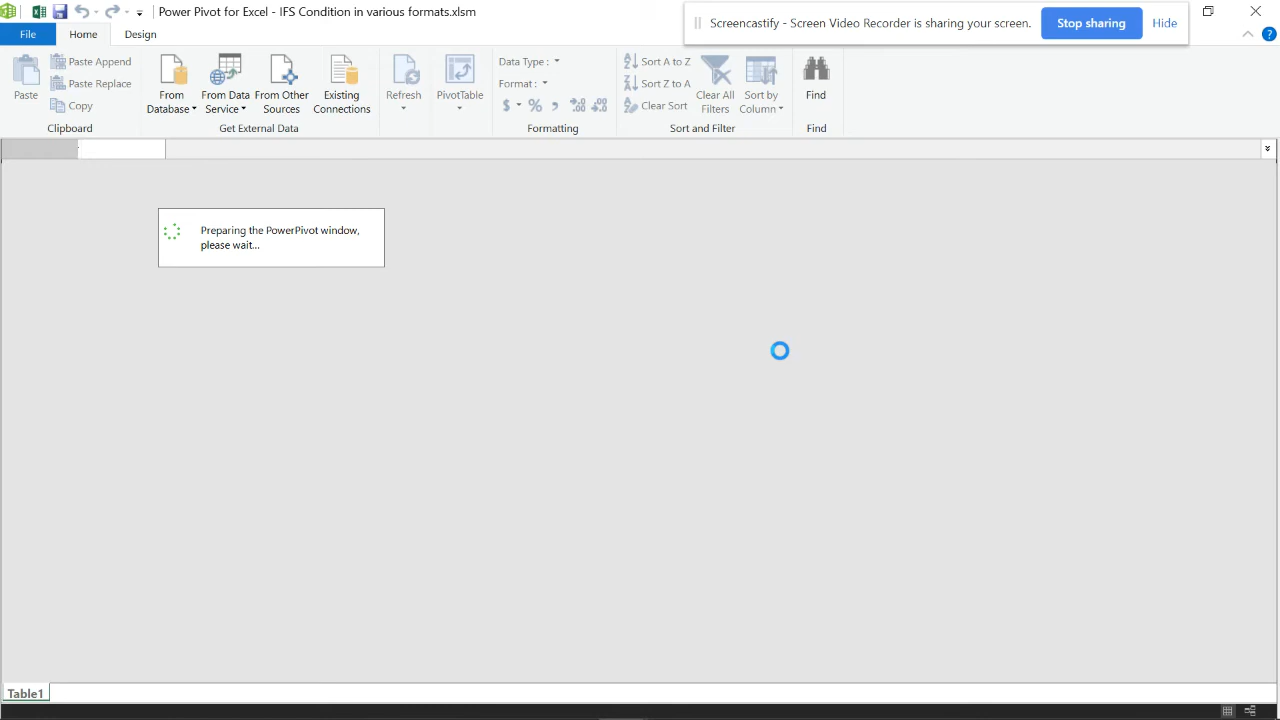 Power Pivot for Excel - IFS Condition in various formats.xlsm
Screencastify - Screen Video Recorder is sharing your screen.
Stop sharing
Hide
File
Home
Design
Paste
Paste Append
Paste Replace
Copy
Clipboard
From
Database
From Data
Service
From Other
Sources
Existing
Connections
Get External Data
Refresh
PivotTable
Data Type :
Format :
$ % ,
Formatting
Sort A to Z
Sort Z to A
Clear Sort
Clear All
Filters
Sort by
Column
Sort and Filter
Find
Find
Preparing the PowerPivot window,
please wait...
Table1